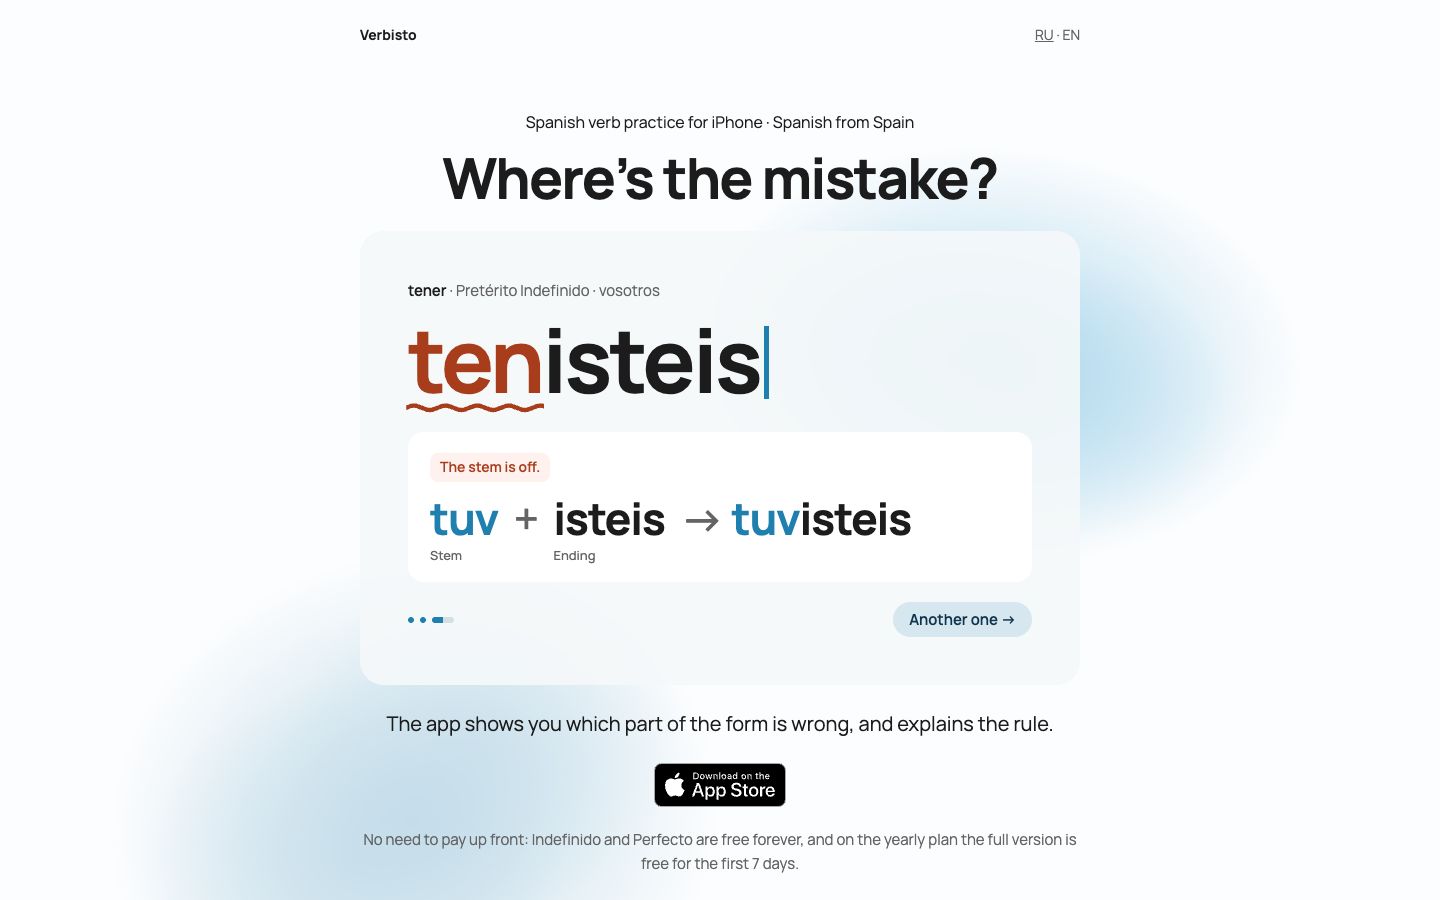 Verbisto
RU · EN
Spanish verb practice for iPhone · Spanish from Spain
Where’s the mistake?
tener · Pretérito Indefinido · vosotros
tenisteis
The stem is off.
tuv + isteis → tuvisteis
Stem Ending
Another one →
The app shows you which part of the form is wrong, and explains the rule.
Download on the
App Store
No need to pay up front: Indefinido and Perfecto are free forever, and on the yearly plan the full version is
free for the first 7 days.